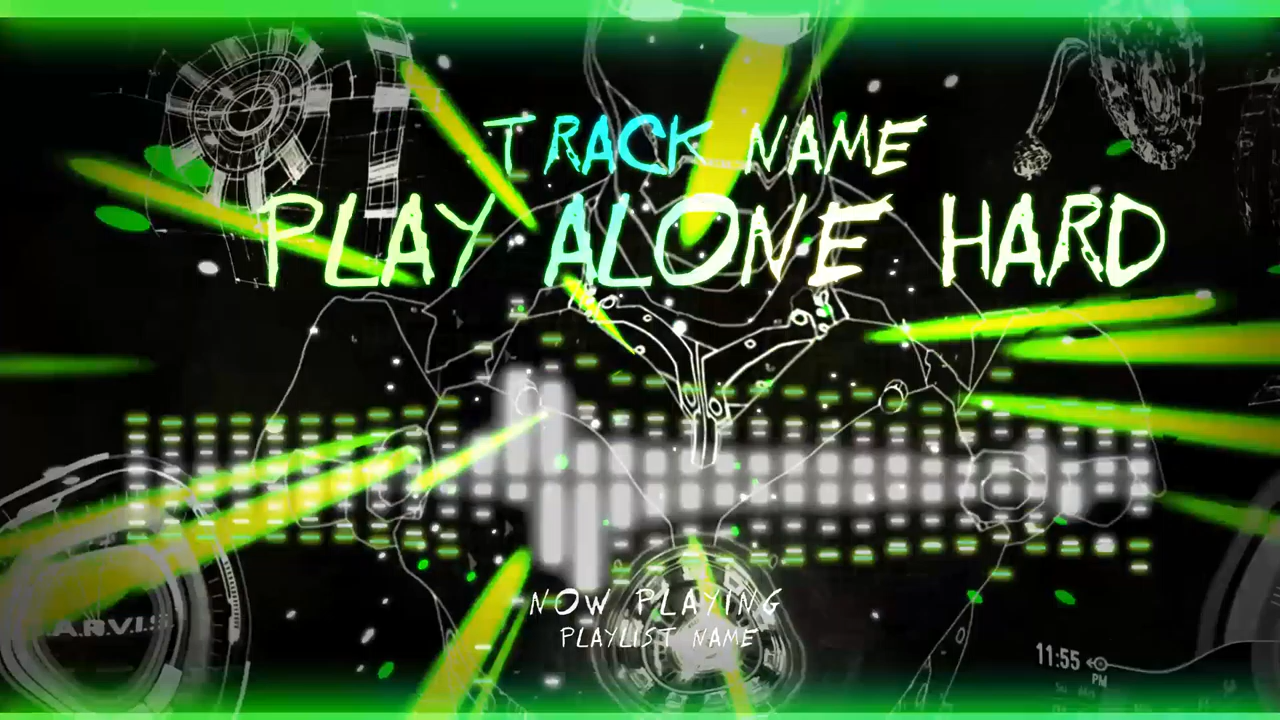 TRACK NAME
PLAY ALONE HARD
NOW PLAYING
PLAYLIST NAME
J.A.R.V.I.S.
11:55
PM